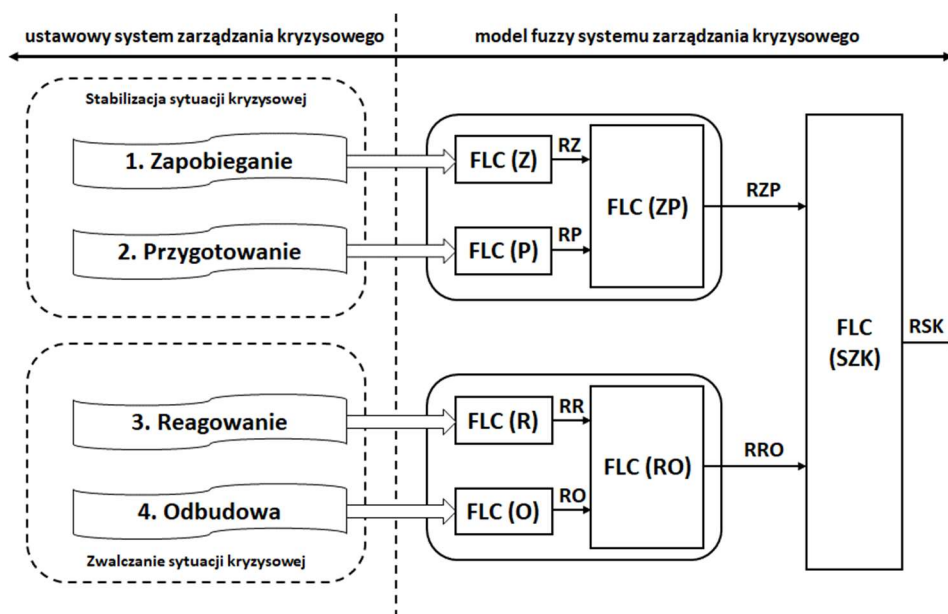 ustawowy system zarządzania kryzysowego
model fuzzy systemu zarządzania kryzysowego
Stabilizacja sytuacji kryzysowej
1. Zapobieganie
FLC (Z)
RZ
FLC (ZP)
RZP
2. Przygotowanie
FLC (P)
RP
FLC
(SZK)
RSK
3. Reagowanie
FLC (R)
RR
FLC (RO)
RRO
4. Odbudowa
FLC (O)
RO
Zwalczanie sytuacji kryzysowej